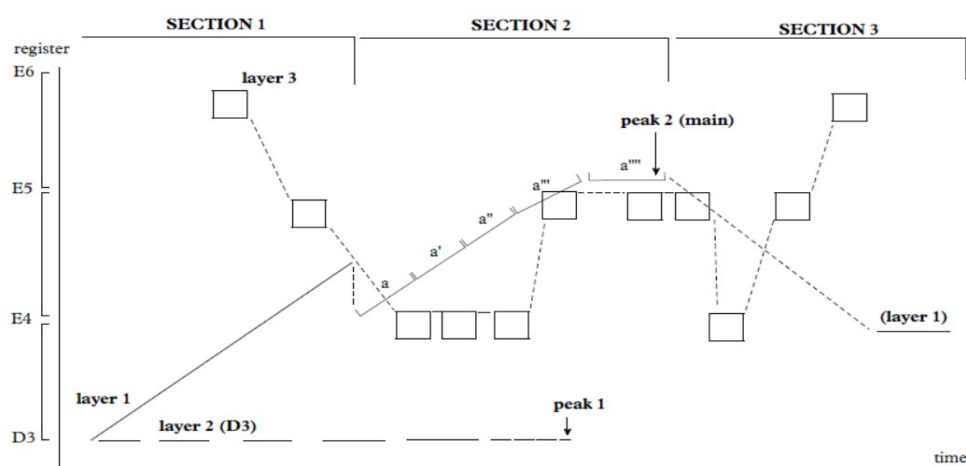 SECTION 1 SECTION 2 SECTION 3
register
E6
layer 3
peak 2 (main)
a""
E5
a'''
a''
a'
a
E4
(layer 1)
layer 1
peak 1
layer 2 (D3)
D3
time